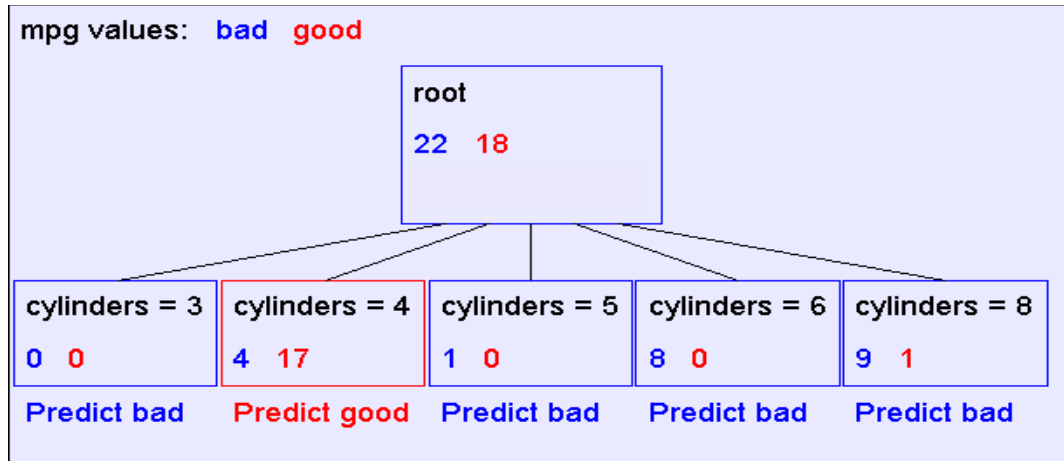 mpg values: bad good
root
22 18
cylinders = 3
0 0
Predict bad
cylinders = 4
4 17
Predict good
cylinders = 5
1 0
Predict bad
cylinders = 6
8 0
Predict bad
cylinders = 8
9 1
Predict bad